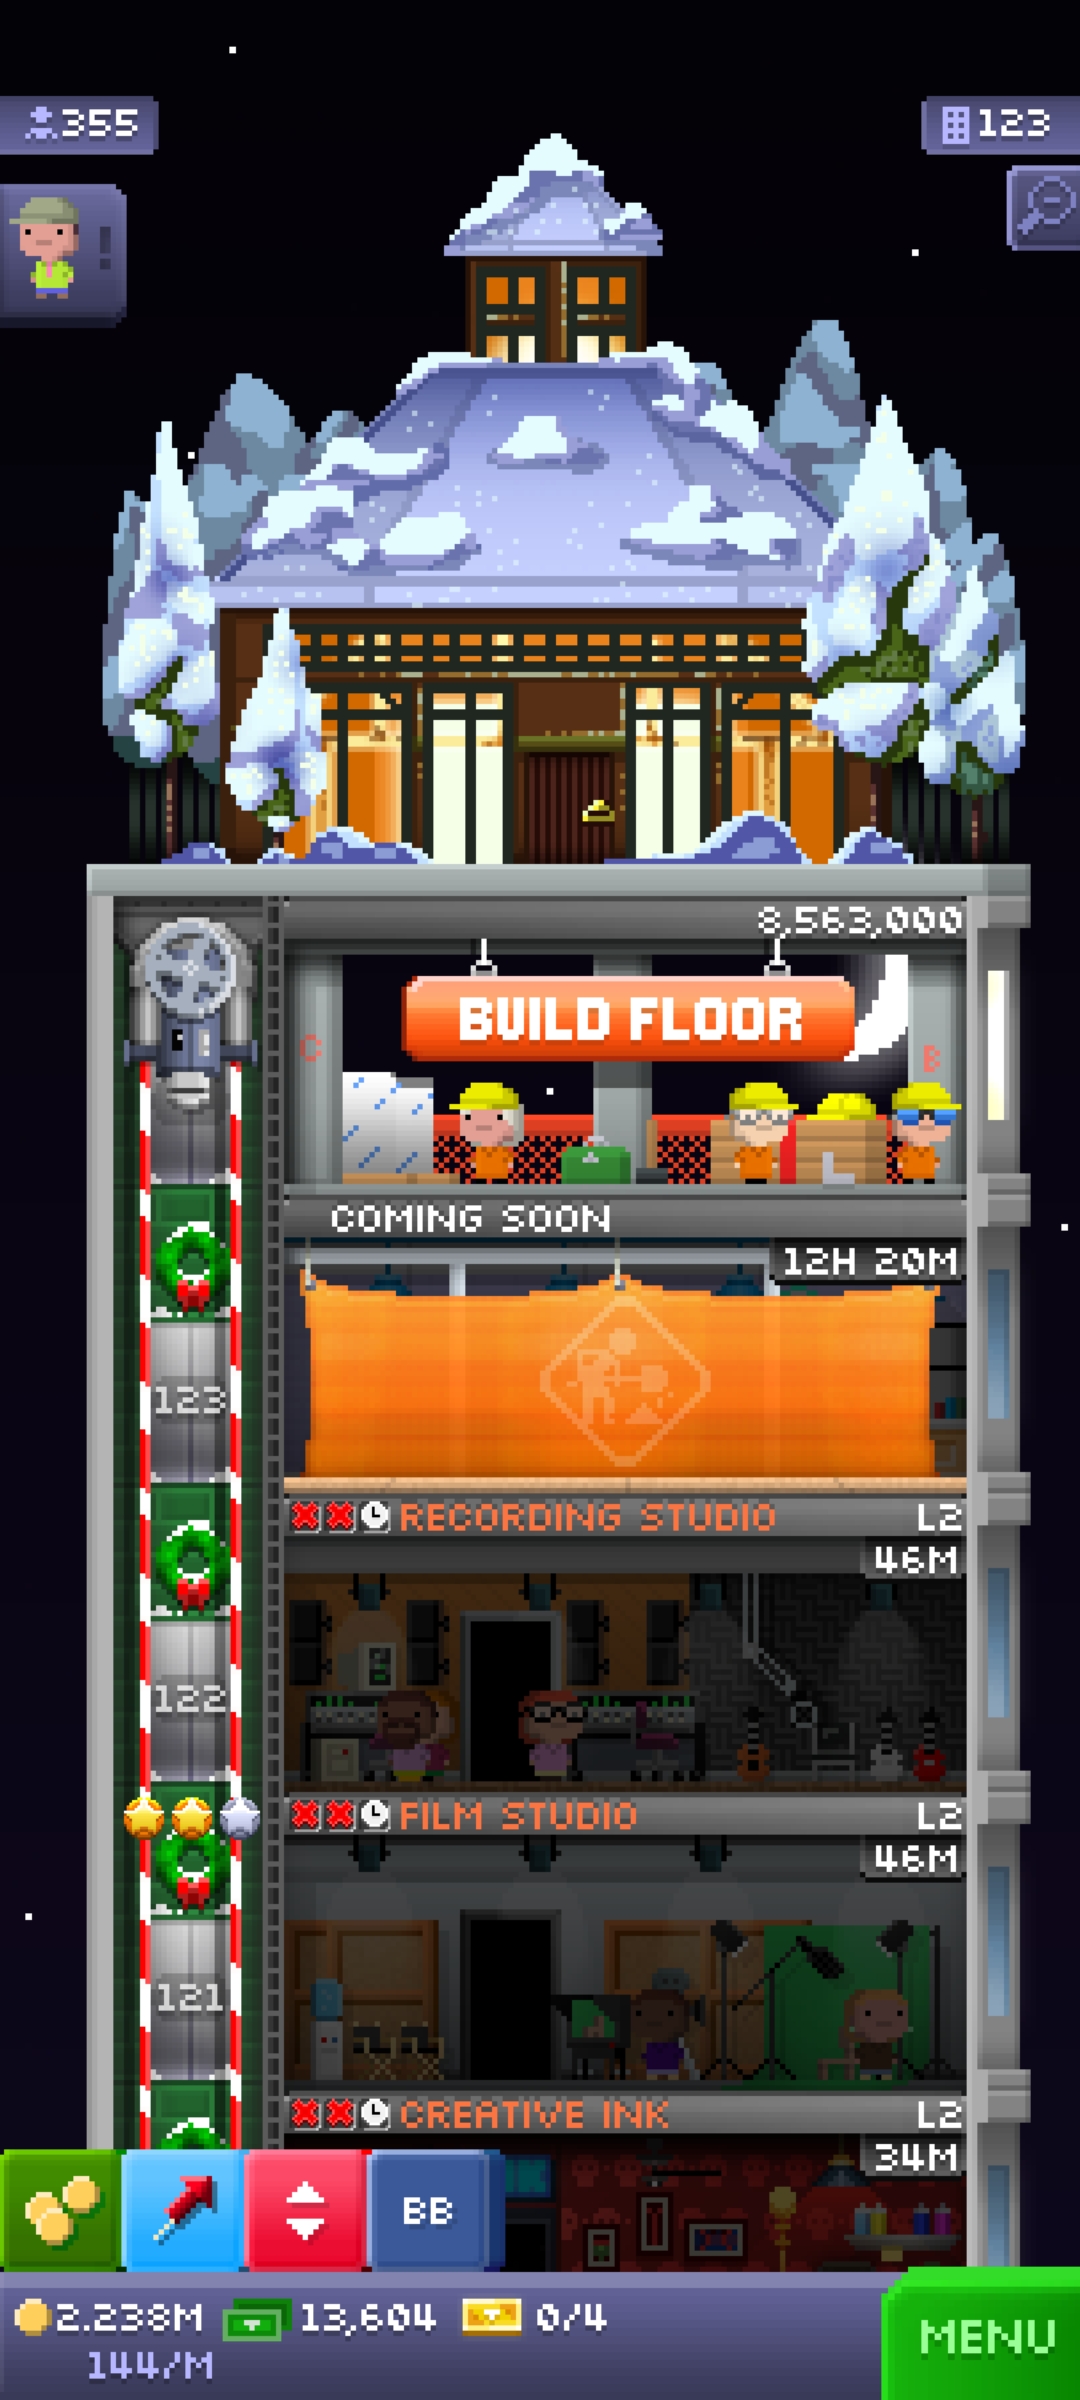 355
123
!
8,563,000
BUILD FLOOR
C
B
COMING SOON
12H 20M
123
RECORDING STUDIO L2
46M
122
FILM STUDIO L2
46M
121
CREATIVE INK L2
34M
BB
2.238M 13,604 0/4
144/M
MENU